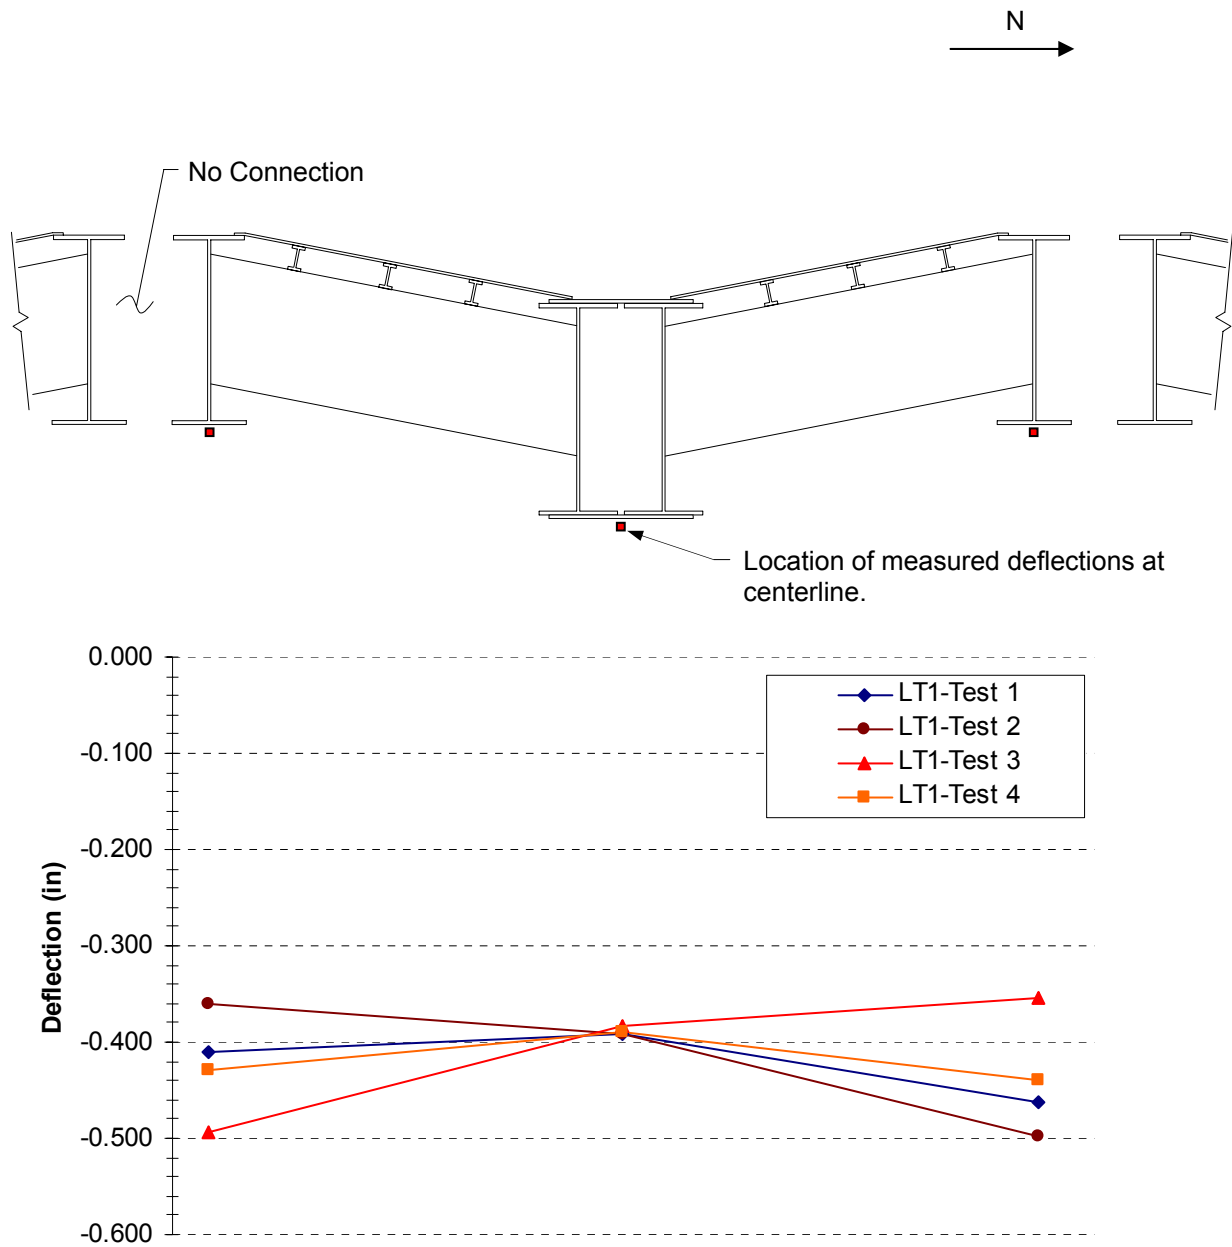 N
No Connection
Location of measured deflections at
centerline.
0.000
-0.100
-0.200
-0.300
-0.400
-0.500
-0.600
Deflection (in)
LT1-Test 1
LT1-Test 2
LT1-Test 3
LT1-Test 4